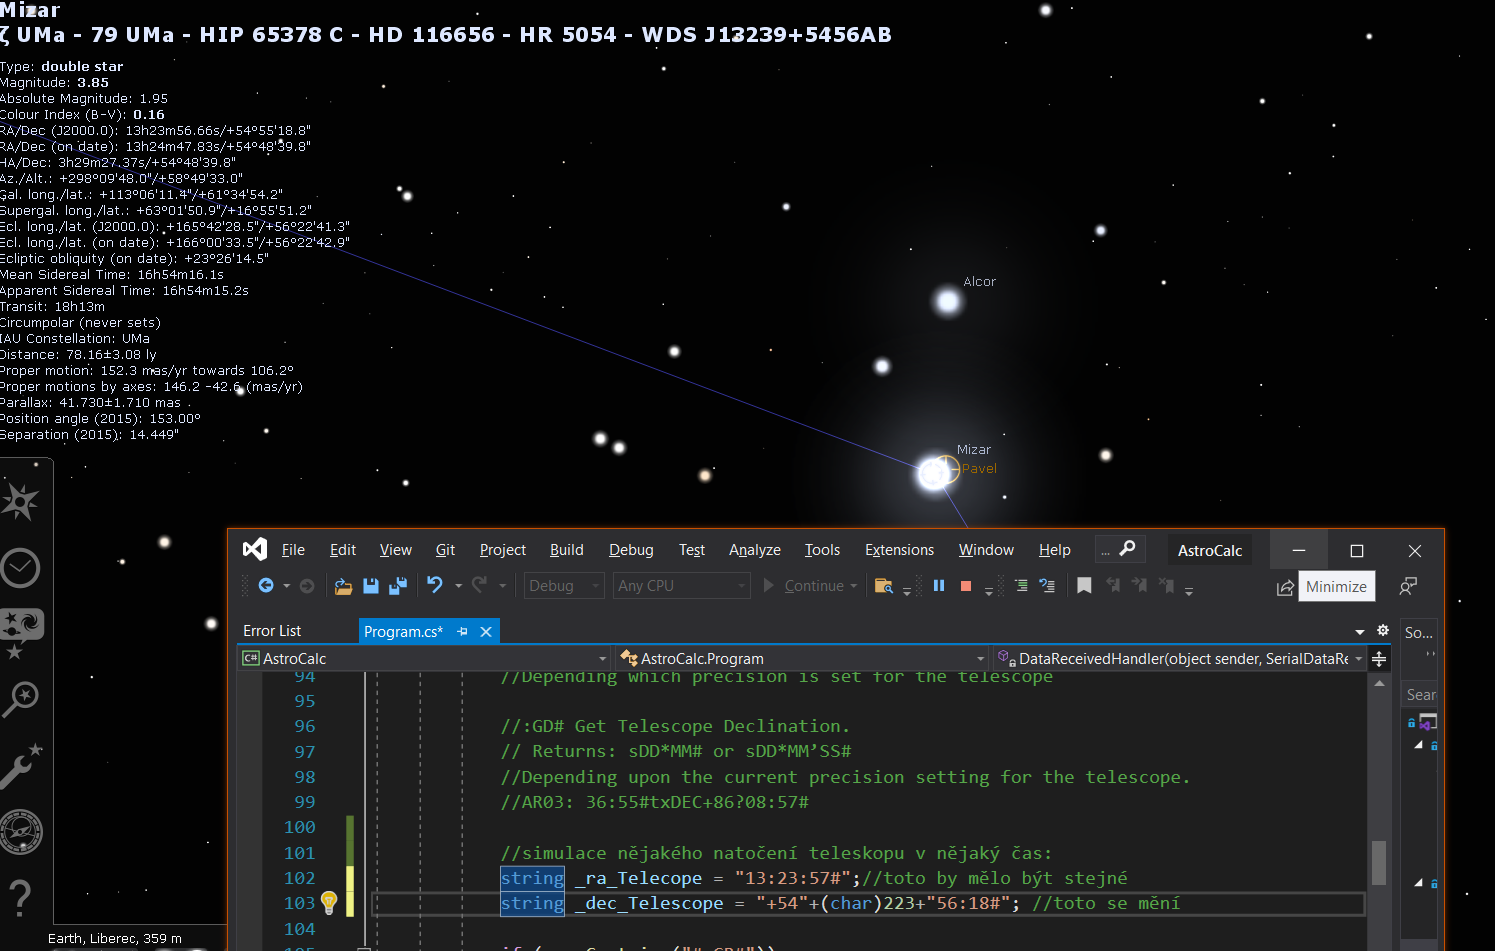 Mizar
ζ UMa - 79 UMa - HIP 65378 C - HD 116656 - HR 5054 - WDS J13239+5456AB
Type: double star
Magnitude: 3.85
Absolute Magnitude: 1.95
Colour Index (B-V): 0.16
RA/Dec (J2000.0): 13h23m56.66s/+54°55'18.8"
RA/Dec (on date): 13h24m47.83s/+54°48'39.8"
HA/Dec: 3h29m27.37s/+54°48'39.8"
Az./Alt.: +298°09'48.0"/+58°49'33.0"
Gal. long./lat.: +113°06'11.4"/+61°34'54.2"
Supergal. long./lat.: +63°01'50.9"/+16°55'51.2"
Ecl. long./lat. (J2000.0): +165°42'28.5"/+56°22'41.3"
Ecl. long./lat. (on date): +166°00'33.5"/+56°22'42.9"
Ecliptic obliquity (on date): +23°26'14.5"
Mean Sidereal Time: 16h54m16.1s
Apparent Sidereal Time: 16h54m15.2s
Transit: 18h13m
Circumpolar (never sets)
IAU Constellation: UMa
Distance: 78.16±3.08 ly
Proper motion: 152.3 mas/yr towards 106.2°
Proper motions by axes: 146.2 -42.6 (mas/yr)
Parallax: 41.730±1.710 mas
Position angle (2015): 153.00°
Separation (2015): 14.449"
Alcor
Mizar
Pavel
File Edit View Git Project Build Debug Test Analyze Tools Extensions Window Help ... AstroCalc
Debug Any CPU Continue Minimize
Error List Program.cs* So...
C# AstroCalc AstroCalc.Program DataReceivedHandler(object sender, SerialDataRe
Sear
94 //Depending which precision is set for the telescope
95
96 //:GD# Get Telescope Declination.
97 // Returns: sDD*MM# or sDD*MM’SS#
98 //Depending upon the current precision setting for the telescope.
99 //AR03: 36:55#txDEC+86?08:57#
100
101 //simulace nějakého natočení teleskopu v nějaký čas:
102 string _ra_Telecope = "13:23:57#";//toto by mělo být stejné
103 string _dec_Telescope = "+54"+(char)223+"56:18#"; //toto se mění
104
Earth, Liberec, 359 m